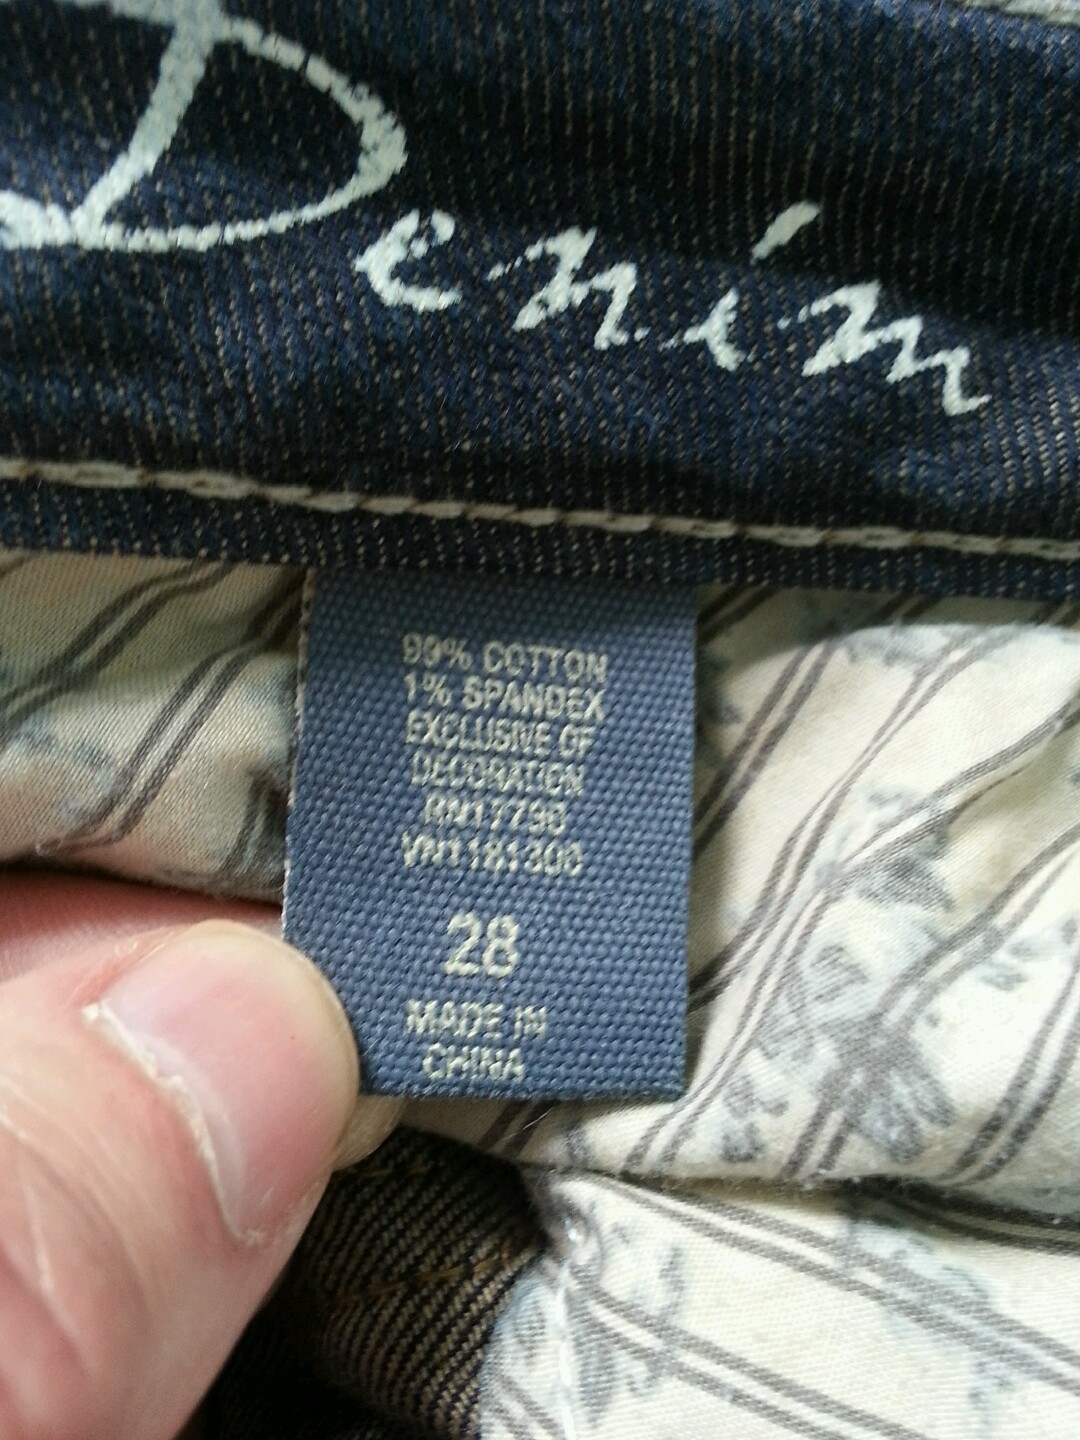 Denim
99% COTTON
1% SPANDEX
EXCLUSIVE OF
DECORATION
RN17730
VN1181300
28
MADE IN
CHINA